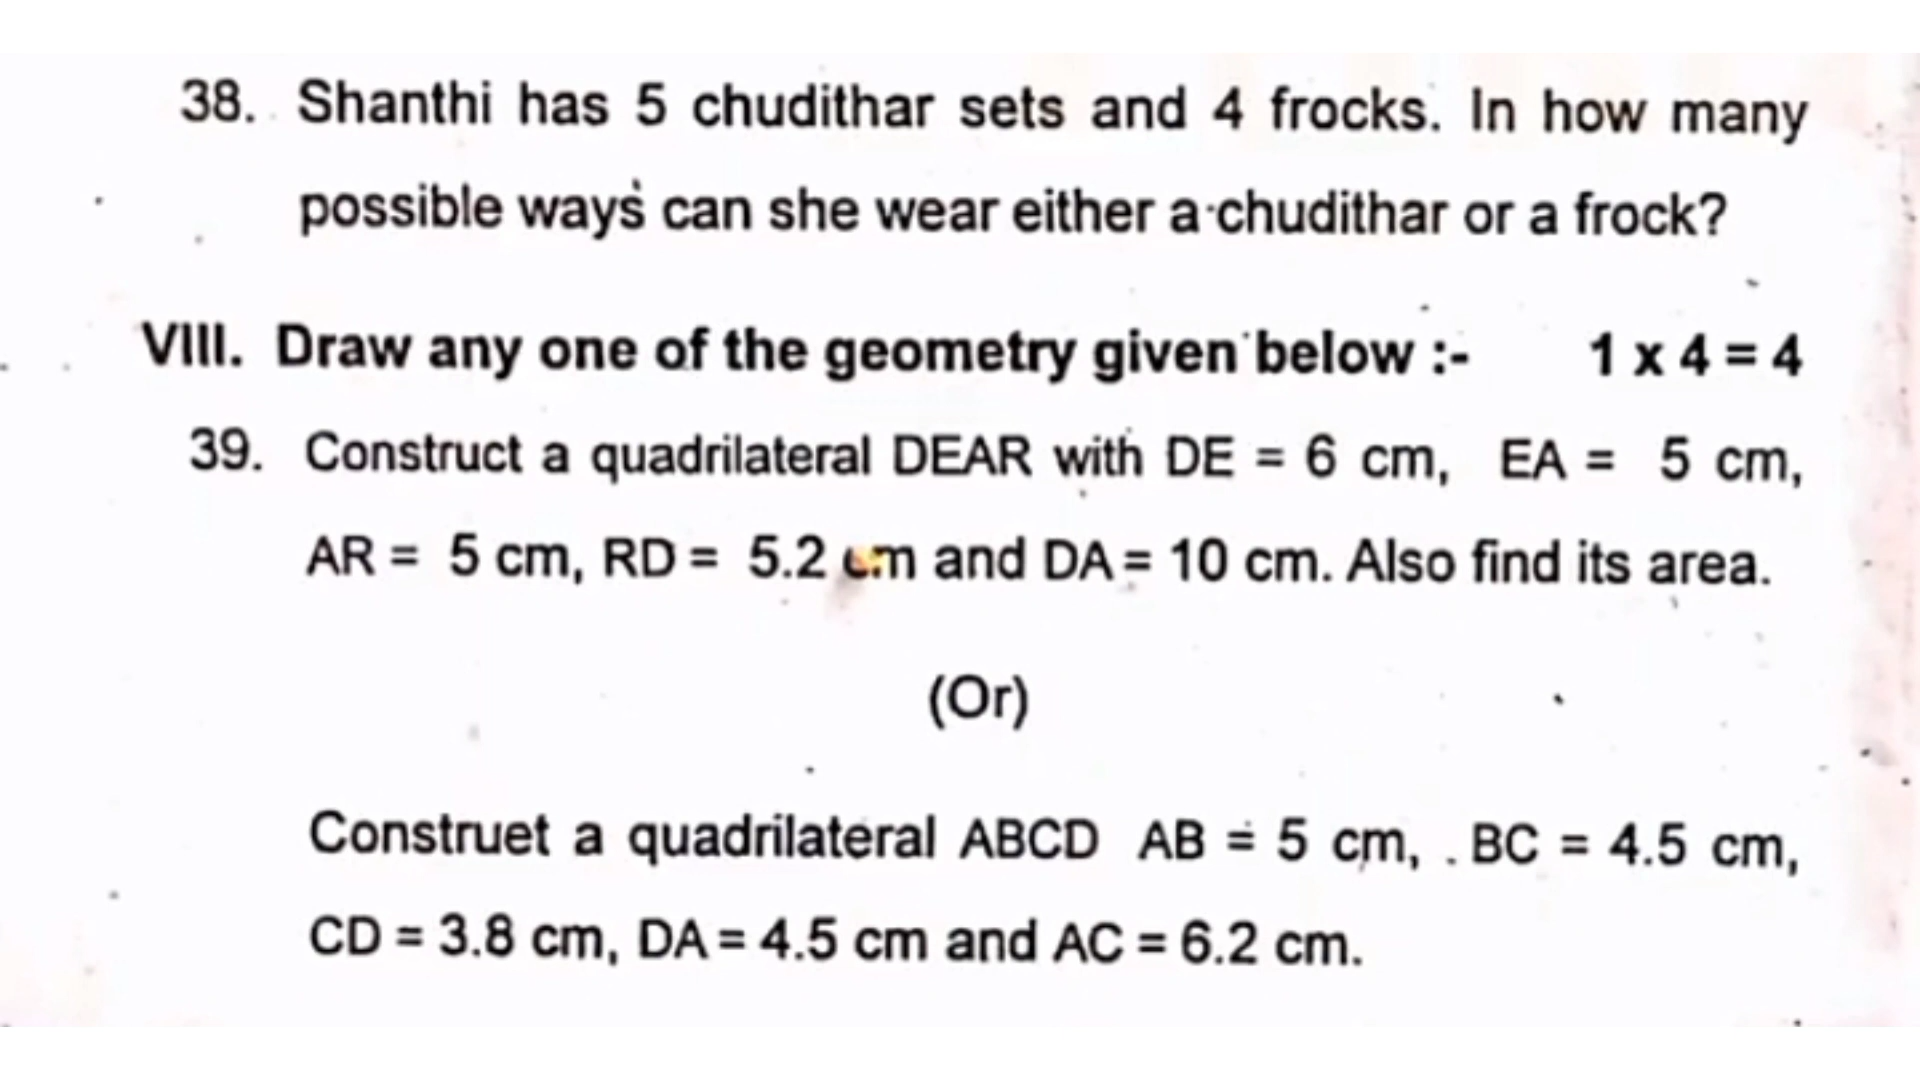 38. Shanthi has 5 chudithar sets and 4 frocks. In how many
possible ways can she wear either a chudithar or a frock?
VIII. Draw any one of the geometry given below :- 1 x 4 = 4
39. Construct a quadrilateral DEAR with DE = 6 cm, EA = 5 cm,
AR = 5 cm, RD = 5.2 cm and DA = 10 cm. Also find its area.
(Or)
Construet a quadrilateral ABCD AB = 5 cm, BC = 4.5 cm,
CD = 3.8 cm, DA = 4.5 cm and AC = 6.2 cm.